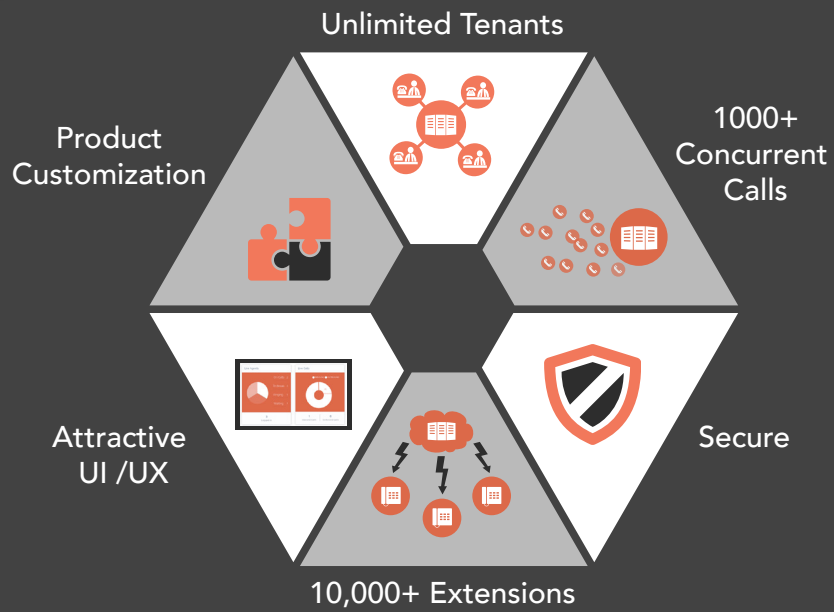 Unlimited Tenants
1000+
Concurrent
Calls
Product
Customization
Attractive
UI /UX
Secure
10,000+ Extensions